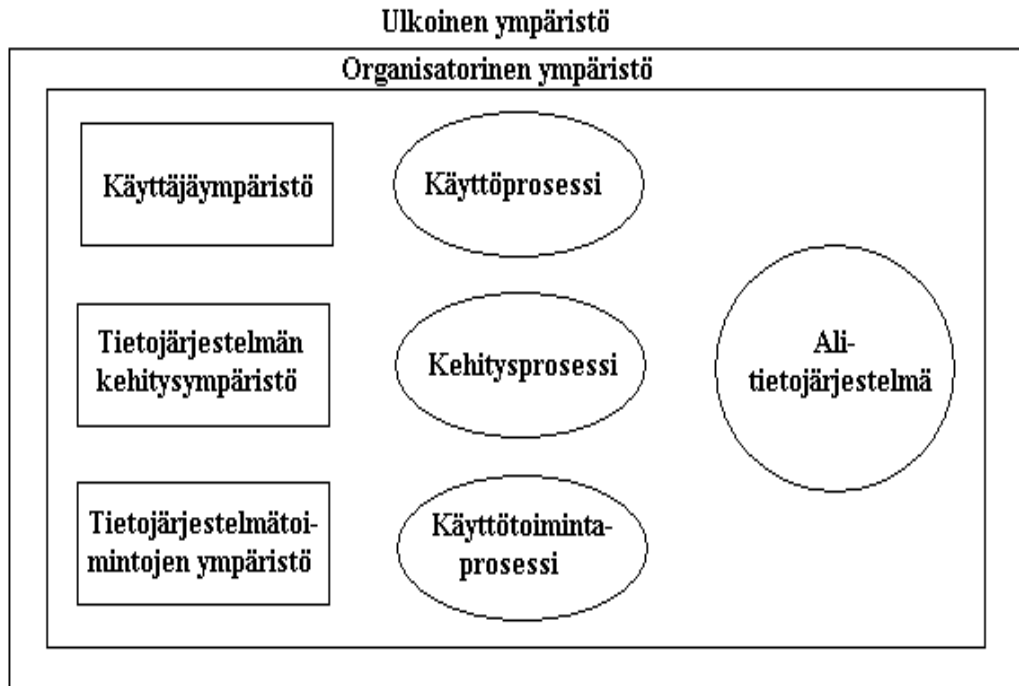 Ulkoinen ympäristö
Organisatorinen ympäristö
Käyttäjäympäristö
Käyttöprosessi
Tietojärjestelmän
kehitysympäristö
Kehitysprosessi
Ali-
tietojärjestelmä
Tietojärjestelmätoi-
mintojen ympäristö
Käyttötoiminta-
prosessi